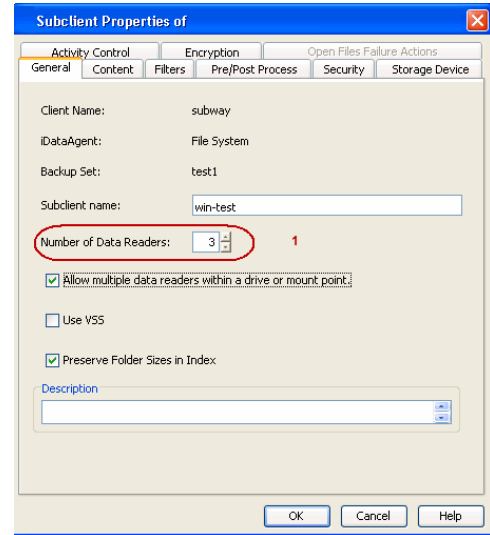 Subclient Properties of
Activity Control Encryption Open Files Failure Actions
General Content Filters Pre/Post Process Security Storage Device
Client Name: subway
iDataAgent: File System
Backup Set: test1
Subclient name: win-test
Number of Data Readers: 3 1
Allow multiple data readers within a drive or mount point.
Use VSS
Preserve Folder Sizes in Index
Description
OK Cancel Help